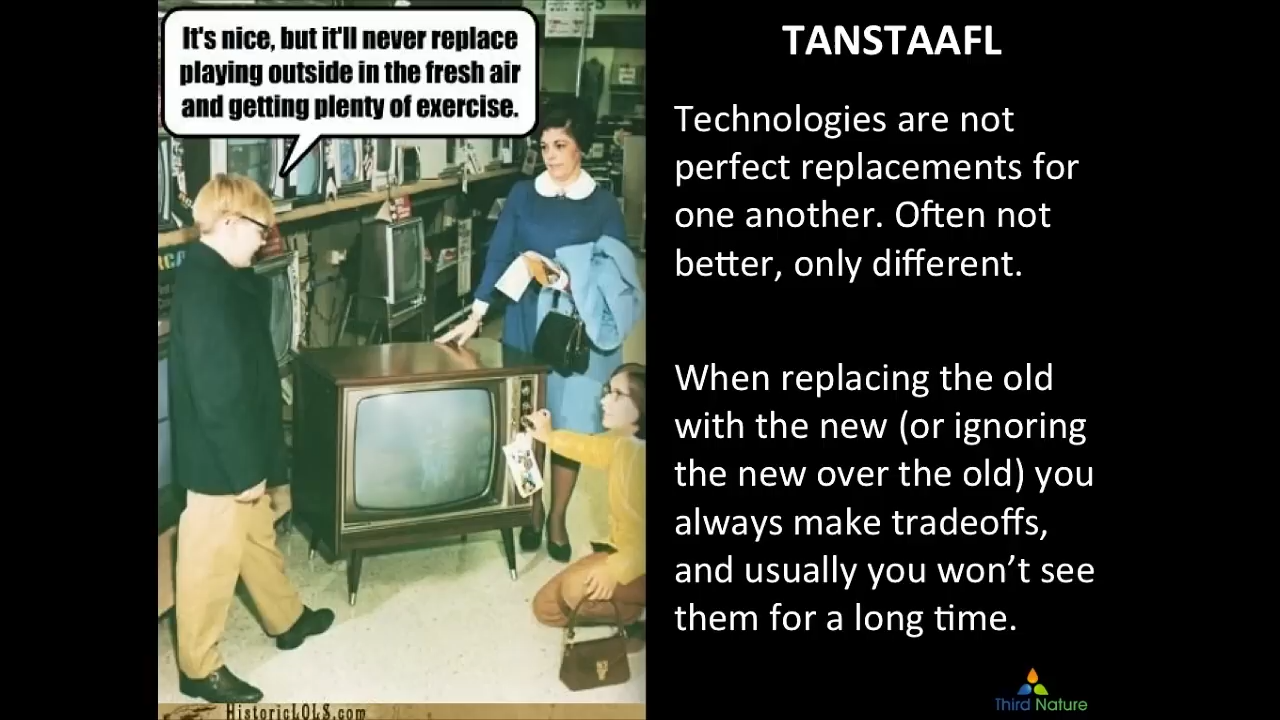 It's nice, but it'll never replace
playing outside in the fresh air
and getting plenty of exercise.
TANSTAAFL
Technologies are not
perfect replacements for
one another. Often not
better, only different.
When replacing the old
with the new (or ignoring
the new over the old) you
always make tradeoffs,
and usually you won't see
them for a long time.
HistoricLOLS.com
Third Nature